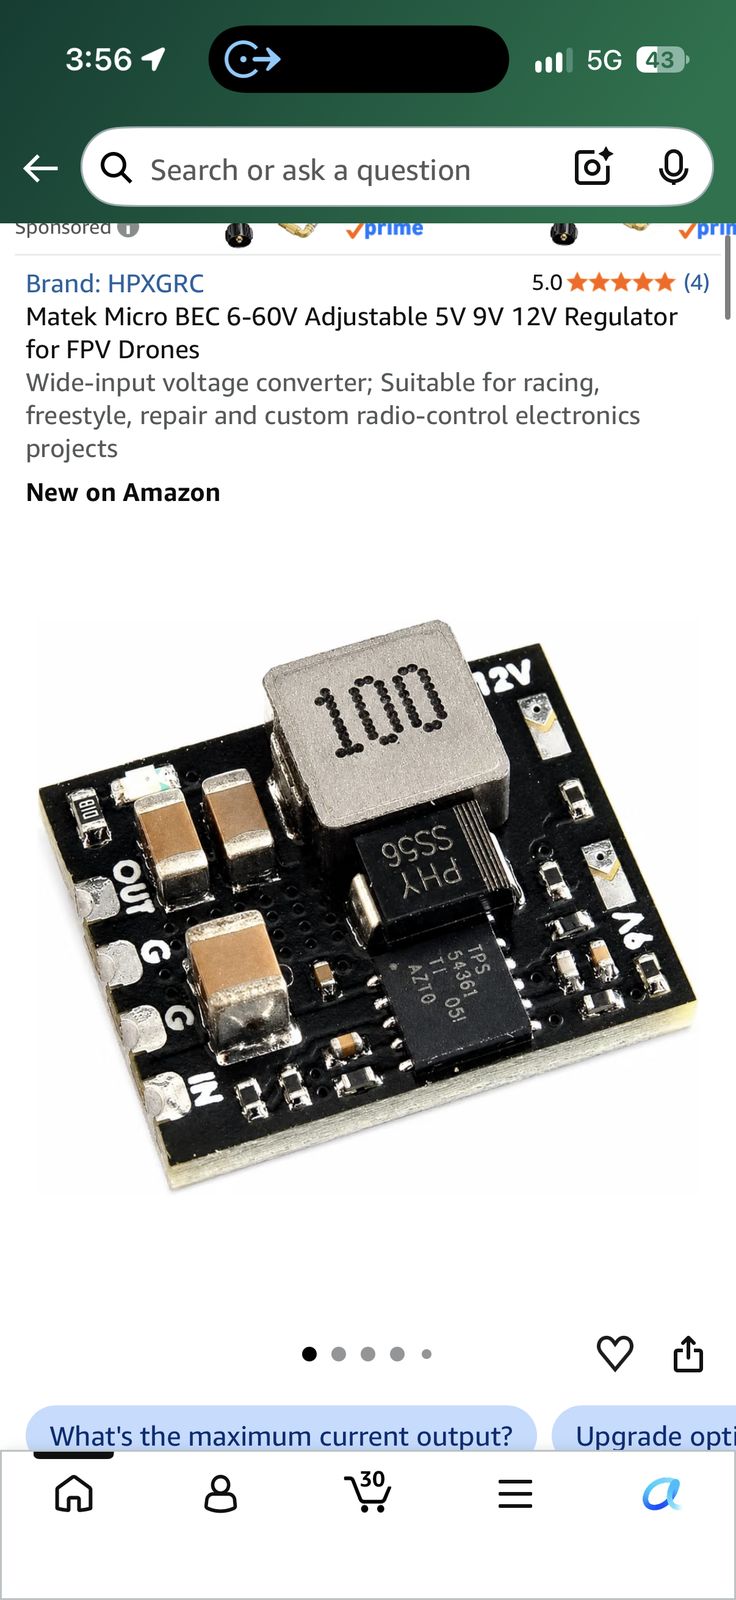 3:56
5G
43
Search or ask a question
Sponsored
prime
Brand: HPXGRC
5.0 (4)
Matek Micro BEC 6-60V Adjustable 5V 9V 12V Regulator
for FPV Drones
Wide-input voltage converter; Suitable for racing,
freestyle, repair and custom radio-control electronics
projects
New on Amazon
100
12V
PHY
SS56
OUT
G
G
IN
9V
TPS
54361
TI 05!
AZT0
What's the maximum current output?
Upgrade opti
30